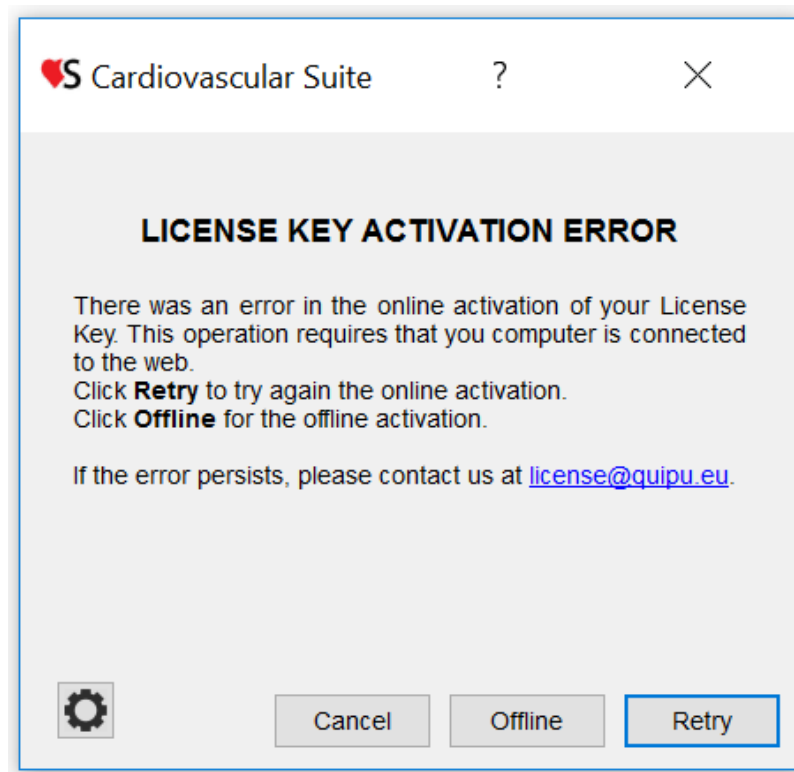 S Cardiovascular Suite ?
LICENSE KEY ACTIVATION ERROR
There was an error in the online activation of your License
Key. This operation requires that you computer is connected
to the web.
Click Retry to try again the online activation.
Click Offline for the offline activation.
If the error persists, please contact us at license@quipu.eu.
Cancel Offline Retry